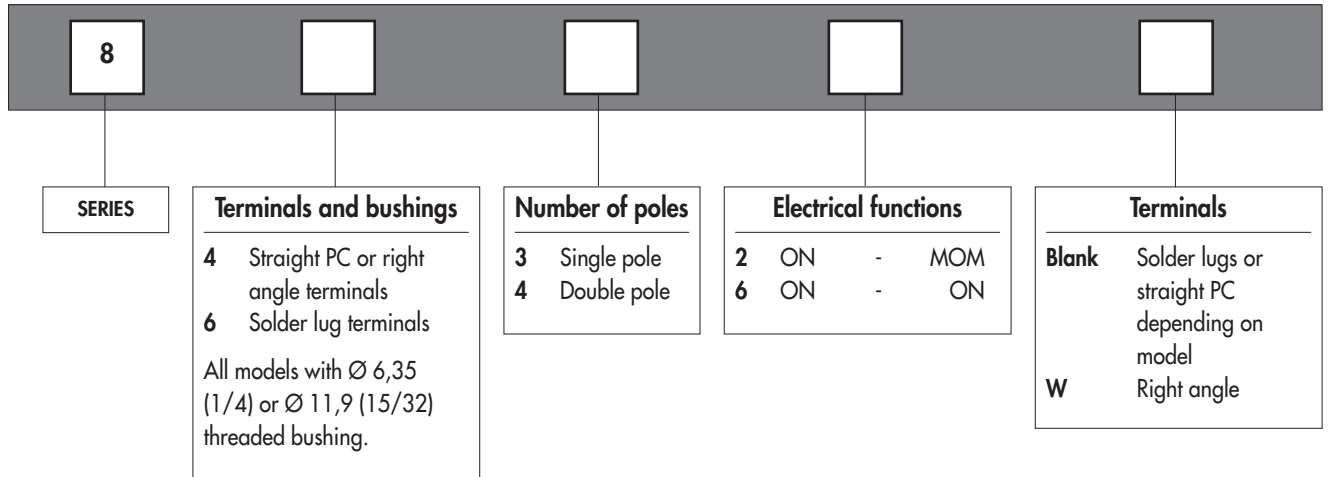 8
SERIES
Terminals and bushings
4 Straight PC or right
angle terminals
6 Solder lug terminals
All models with Ø 6,35
(1/4) or Ø 11,9 (15/32)
threaded bushing.
Number of poles
3 Single pole
4 Double pole
Electrical functions
2 ON - MOM
6 ON - ON
Terminals
Blank Solder lugs or
straight PC
depending on
model
W Right angle